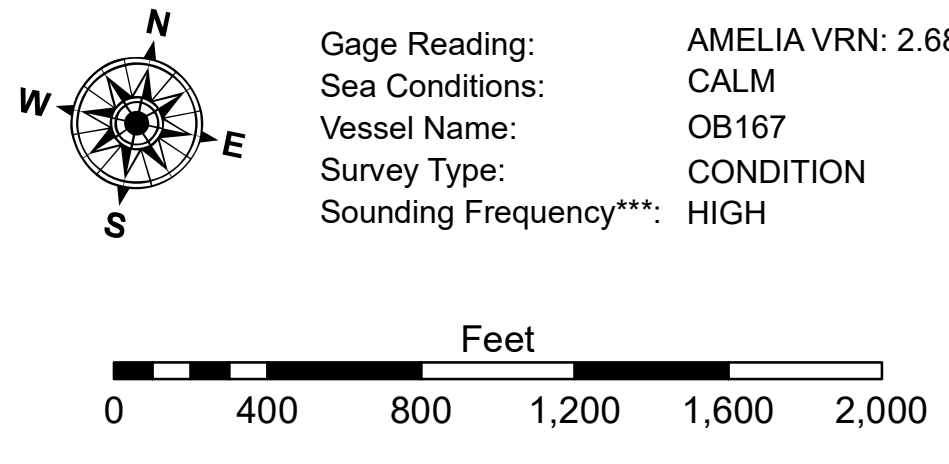 N
W
E
S
Gage Reading: AMELIA VRN: 2.68
Sea Conditions: CALM
Vessel Name: OB167
Survey Type: CONDITION
Sounding Frequency***: HIGH
Feet
0 400 800 1,200 1,600 2,000